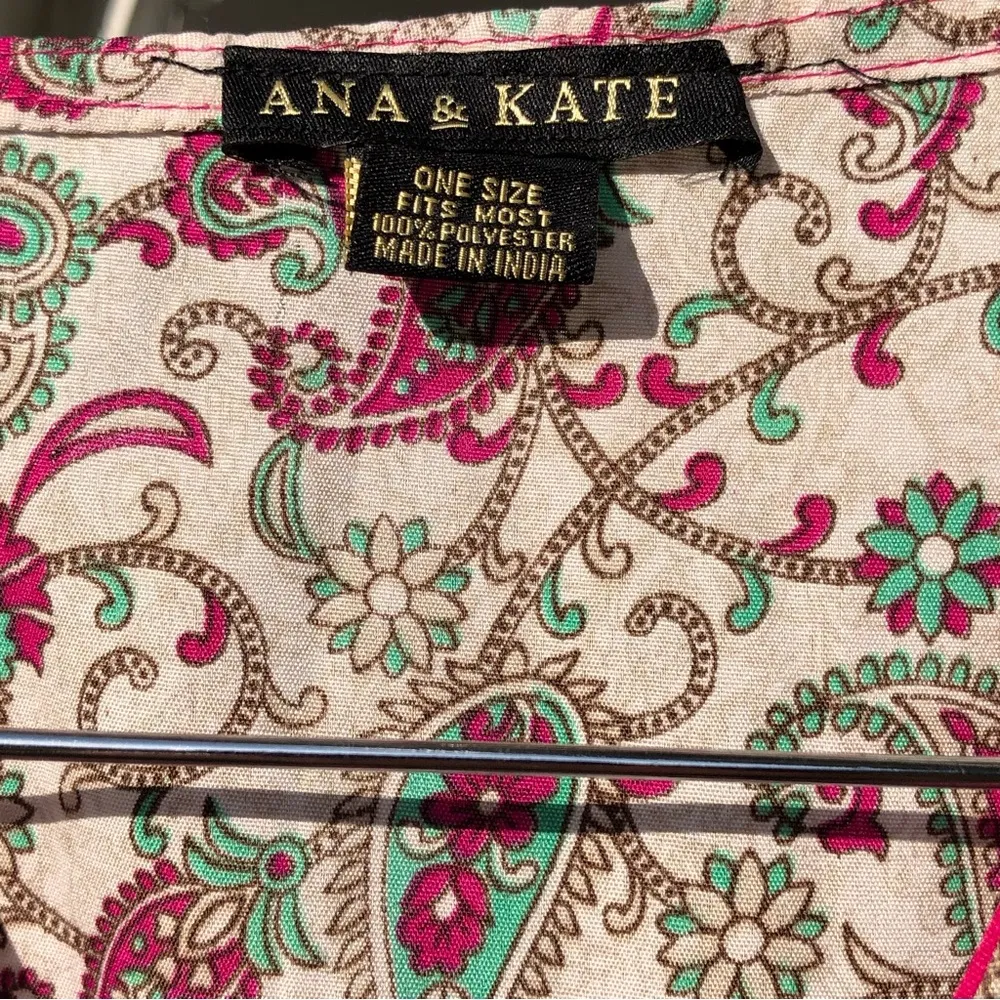 ANA & KATE
ONE SIZE
FITS MOST
100% POLYESTER
MADE IN INDIA